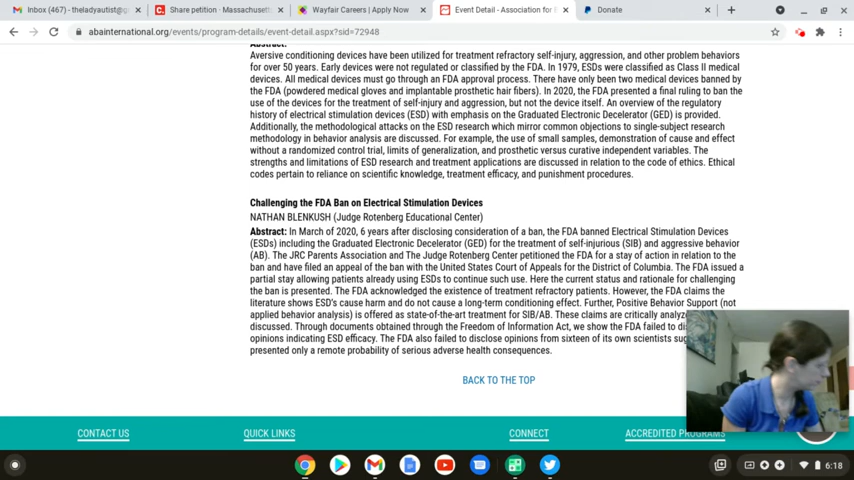 Inbox (467) - theladyautist@gm
Share petition · Massachusett
Wayfair Careers | Apply Now
Event Detail - Association for B
Donate
abainternational.org/events/program-details/event-detail.aspx?sid=72948
Abstract:
Aversive conditioning devices have been utilized for treatment refractory self-injury, aggression, and other problem behaviors
for over 50 years. Early devices were not regulated or classified by the FDA. In 1979, ESDs were classified as Class II medical
devices. All medical devices must go through an FDA approval process. There have only been two medical devices banned by
the FDA (powdered medical gloves and implantable prosthetic hair fibers). In 2020, the FDA presented a final ruling to ban the
use of the devices for the treatment of self-injury and aggression, but not the device itself. An overview of the regulatory
history of electrical stimulation devices (ESD) with emphasis on the Graduated Electronic Decelerator (GED) is provided.
Additionally, the methodological attacks on the ESD research which mirror common objections to single-subject research
methodology in behavior analysis are discussed. For example, the use of small samples, demonstration of cause and effect
without a randomized control trial, limits of generalization, and prosthetic versus curative independent variables. The
strengths and limitations of ESD research and treatment applications are discussed in relation to the code of ethics. Ethical
codes pertain to reliance on scientific knowledge, treatment efficacy, and punishment procedures.
Challenging the FDA Ban on Electrical Stimulation Devices
NATHAN BLENKUSH (Judge Rotenberg Educational Center)
Abstract: In March of 2020, 6 years after disclosing consideration of a ban, the FDA banned Electrical Stimulation Devices
(ESDs) including the Graduated Electronic Decelerator (GED) for the treatment of self-injurious (SIB) and aggressive behavior
(AB). The JRC Parents Association and The Judge Rotenberg Center petitioned the FDA for a stay of action in relation to the
ban and have filed an appeal of the ban with the United States Court of Appeals for the District of Columbia. The FDA issued a
partial stay allowing patients already using ESDs to continue such use. Here the current status and rationale for challenging
the ban is presented. The FDA acknowledged the existence of treatment refractory patients. However, the FDA claims the
literature shows ESD's cause harm and do not cause a long-term conditioning effect. Further, Positive Behavior Support (not
applied behavior analysis) is offered as state-of-the-art treatment for SIB/AB. These claims are critically analyz
discussed. Through documents obtained through the Freedom of Information Act, we show the FDA failed to di
opinions indicating ESD efficacy. The FDA also failed to disclose opinions from sixteen of its own scientists sug
presented only a remote probability of serious adverse health consequences.
BACK TO THE TOP
CONTACT US
QUICK LINKS
CONNECT
ACCREDITED PROGRAMS
6:18